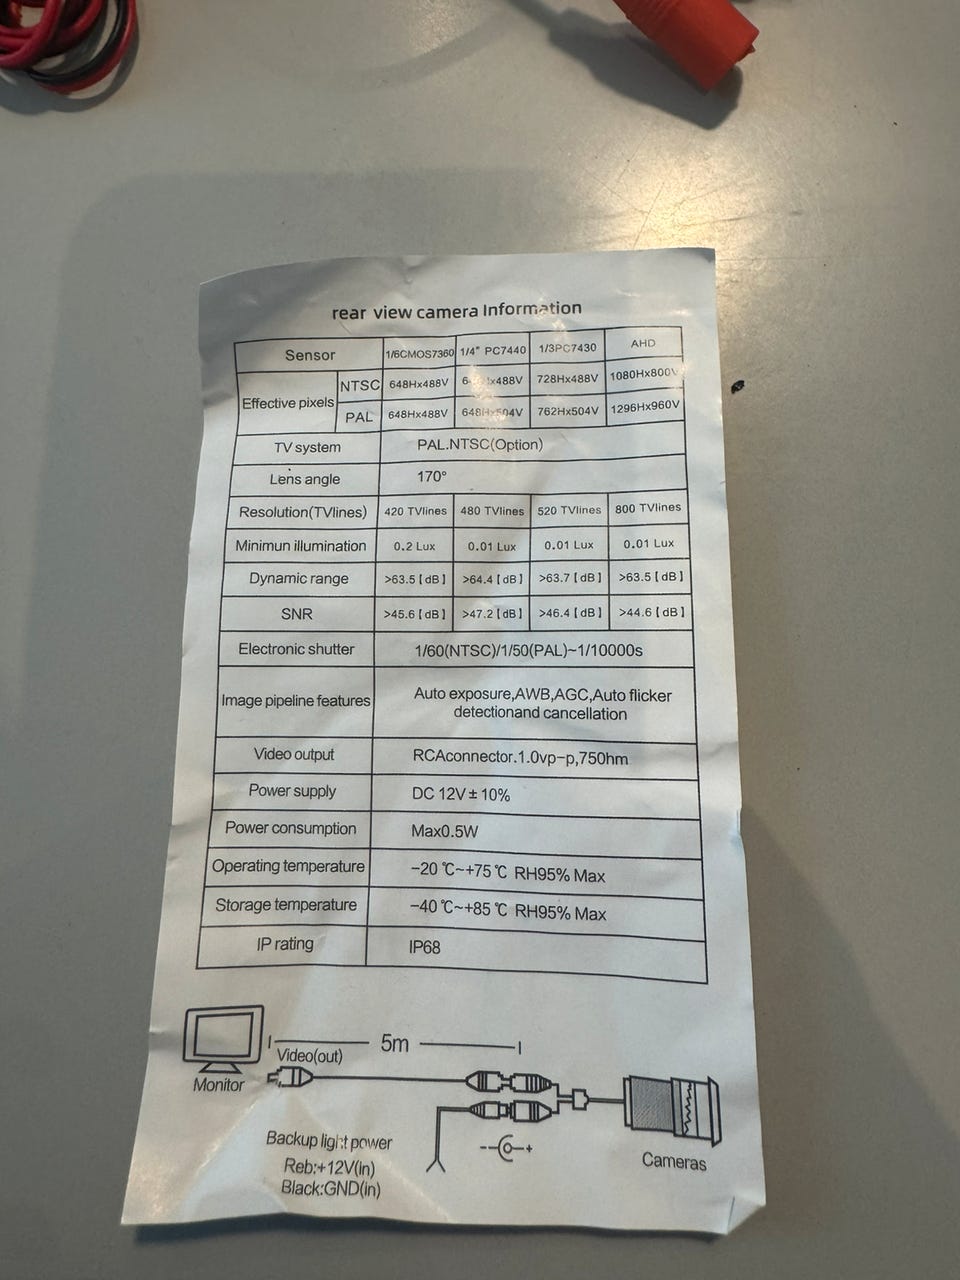 rear view camera Information
Sensor 1/6CMOS7360 1/4" PC7440 1/3PC7430 AHD
Effective pixels
NTSC 648Hx488V 728Hx488V 1080Hx800V
PAL 648Hx488V 648Hx504V 762Hx504V 1296Hx960V
TV system PAL.NTSC(Option)
Lens angle 170°
Resolution(TVlines) 420 TVlines 480 TVlines 520 TVlines 800 TVlines
Minimun illumination 0.2 Lux 0.01 Lux 0.01 Lux 0.01 Lux
Dynamic range >63.5 [ dB ] >64.4 [ dB ] >63.7 [ dB ] >63.5 [ dB ]
SNR >45.6 [ dB ] >47.2 [ dB ] >46.4 [ dB ] >44.6 [ dB ]
Electronic shutter 1/60(NTSC)/1/50(PAL)~1/10000s
Image pipeline features Auto exposure,AWB,AGC,Auto flicker
detectionand cancellation
Video output RCAconnector.1.0vp-p,750hm
Power supply DC 12V ± 10%
Power consumption Max0.5W
Operating temperature -20 ℃~+75 ℃ RH95% Max
Storage temperature -40 ℃~+85 ℃ RH95% Max
IP rating IP68
5m
Video(out)
Monitor
- +
Backup light power
Reb:+12V(in)
Black:GND(in)
Cameras